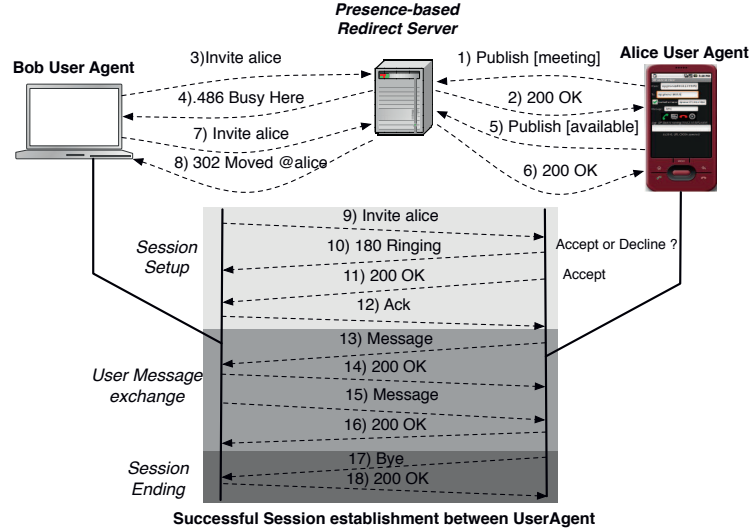 Presence-based
Redirect Server
Bob User Agent
Alice User Agent
3)Invite alice
1) Publish [meeting]
4).486 Busy Here
2) 200 OK
7) Invite alice
5) Publish [available]
8) 302 Moved @alice
6) 200 OK
9) Invite alice
Session
Setup
10) 180 Ringing
Accept or Decline ?
11) 200 OK
Accept
12) Ack
13) Message
User Message
exchange
14) 200 OK
15) Message
16) 200 OK
17) Bye
Session
Ending
18) 200 OK
Successful Session establishment between UserAgent